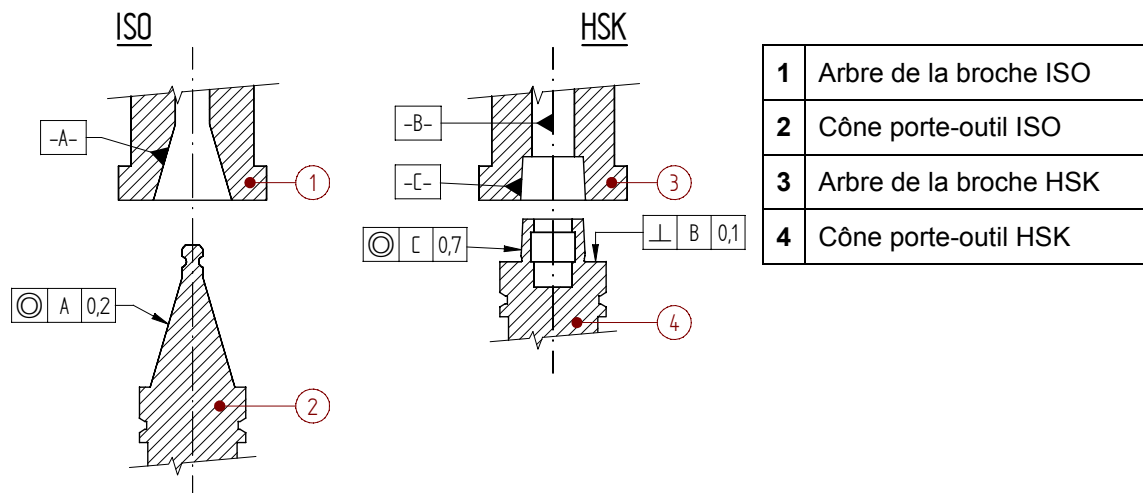 ISO
HSK
-A-
-B-
-C-
1
3
◎ A 0,2
◎ C 0,7
⊥ B 0,1
2
4
1 Arbre de la broche ISO
2 Cône porte-outil ISO
3 Arbre de la broche HSK
4 Cône porte-outil HSK